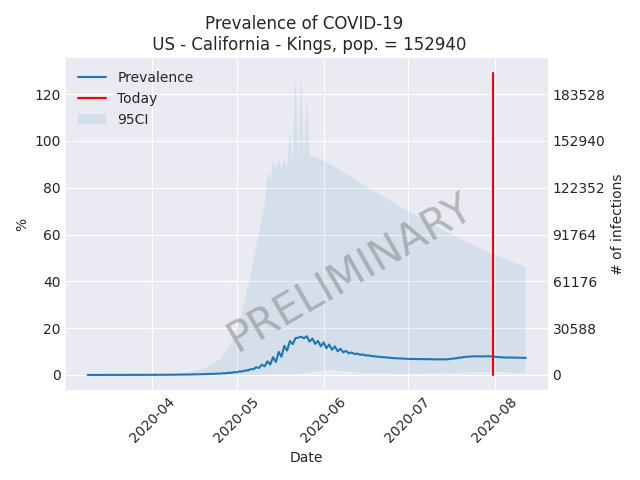 Prevalence of COVID-19
US - California - Kings, pop. = 152940
Prevalence
Today
95CI
120
100
80
60
40
20
0
%
183528
152940
122352
91764
61176
30588
0
# of infections
PRELIMINARY
2020-04
2020-05
2020-06
2020-07
2020-08
Date